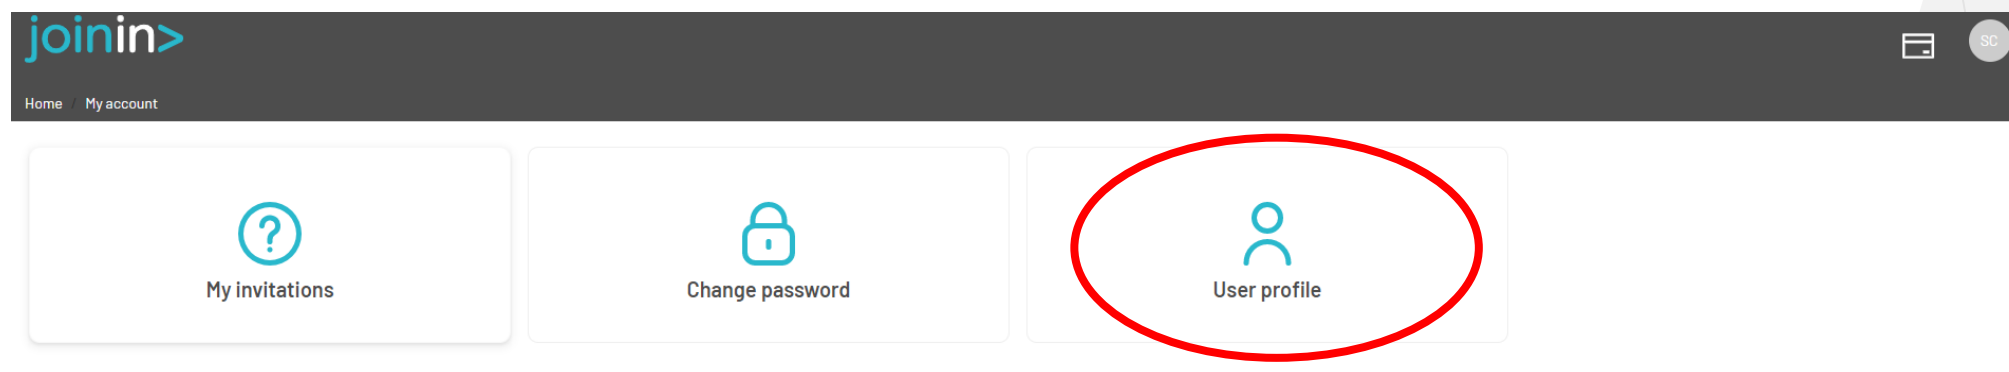 joinin>
SC
Home / My account
My invitations
Change password
User profile